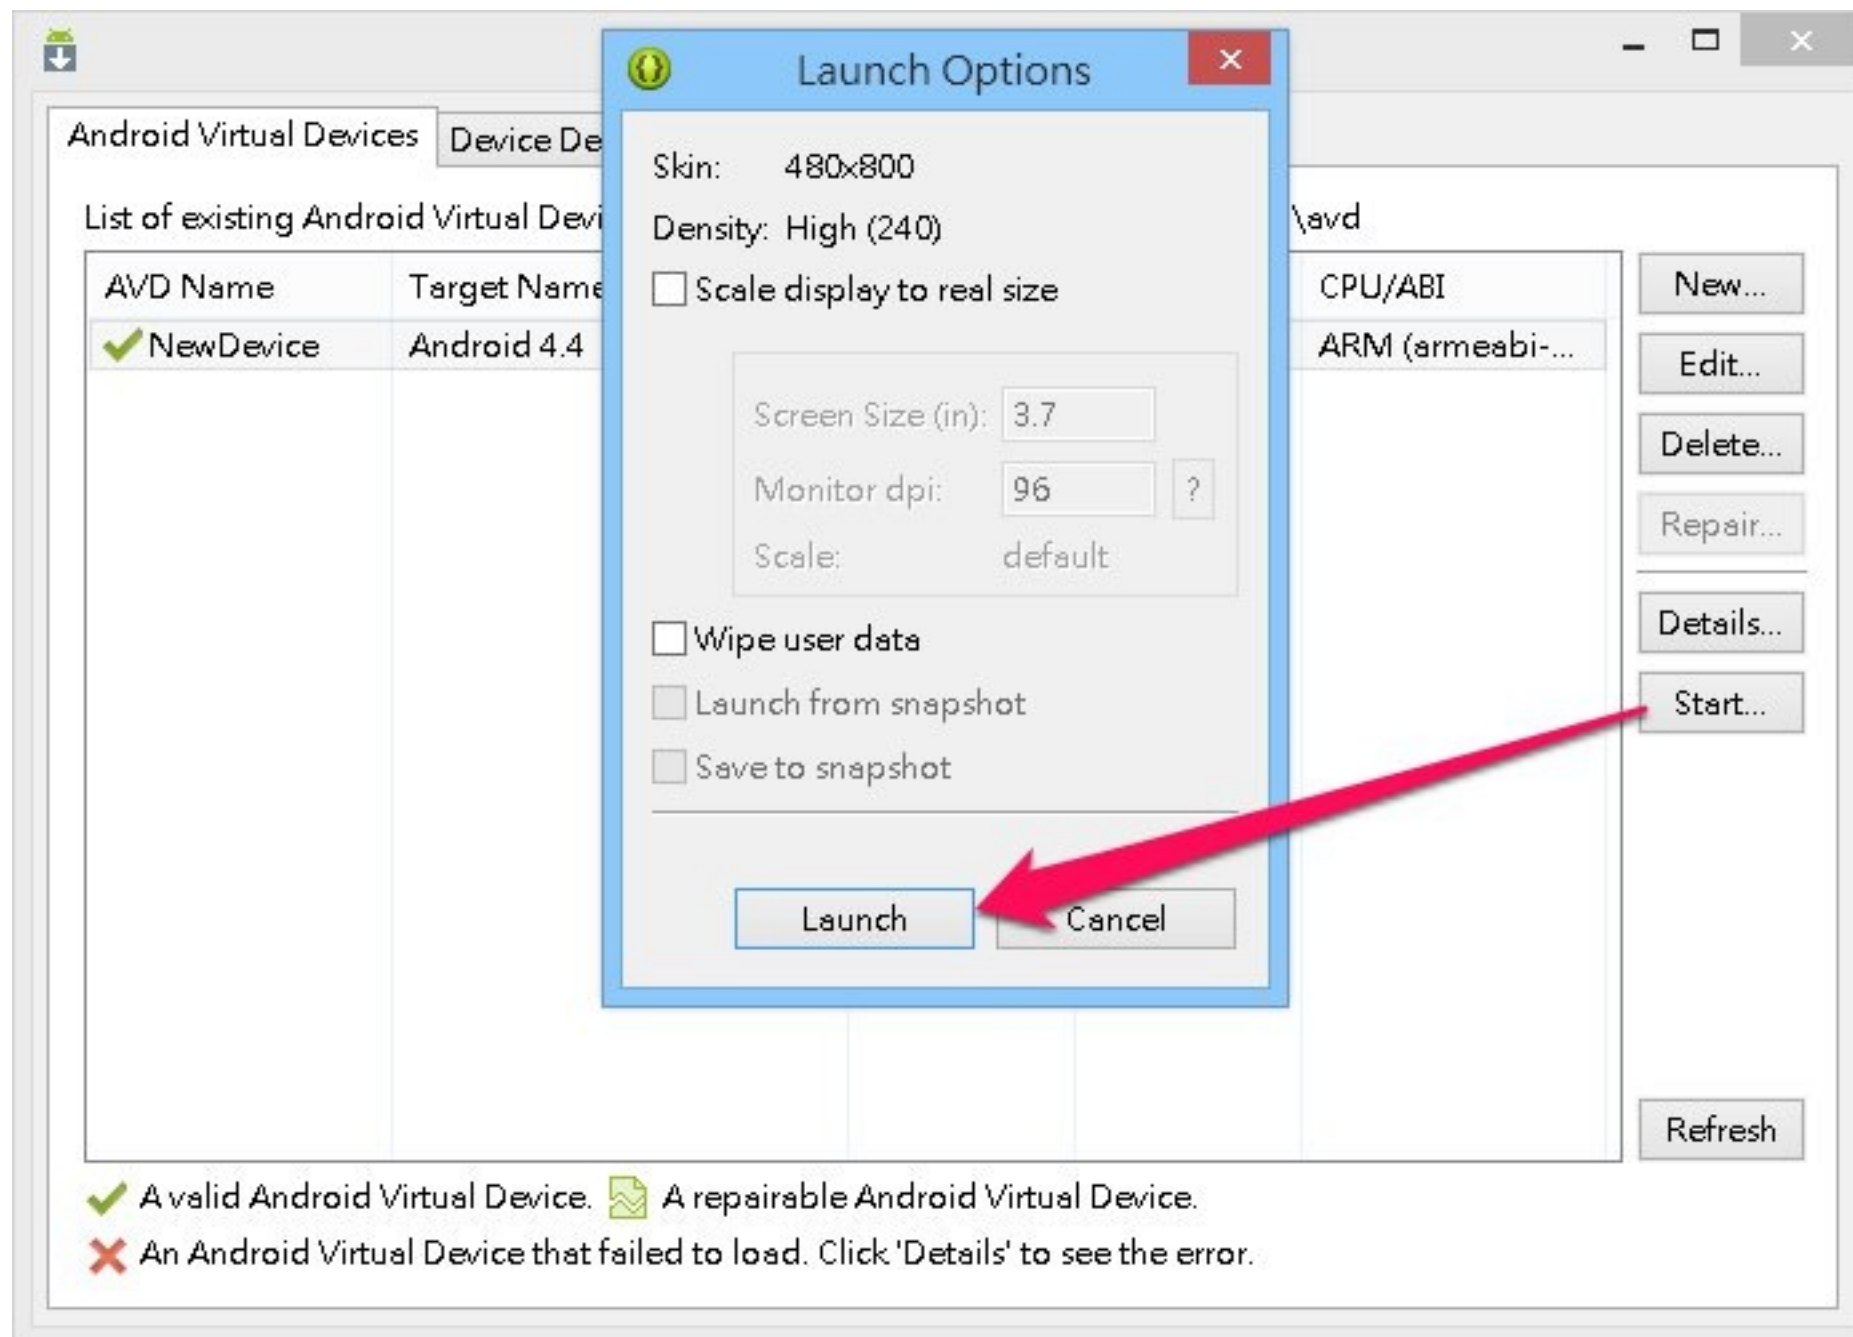 Launch Options
Android Virtual Devices
Device De
List of existing Android Virtual Devi
\avd
AVD Name
Target Name
CPU/ABI
NewDevice
Android 4.4
ARM (armeabi-...
Skin: 480x800
Density: High (240)
Scale display to real size
Screen Size (in): 3.7
Monitor dpi: 96 ?
Scale: default
Wipe user data
Launch from snapshot
Save to snapshot
Launch
Cancel
New...
Edit...
Delete...
Repair...
Details...
Start...
Refresh
A valid Android Virtual Device. A repairable Android Virtual Device.
An Android Virtual Device that failed to load. Click 'Details' to see the error.